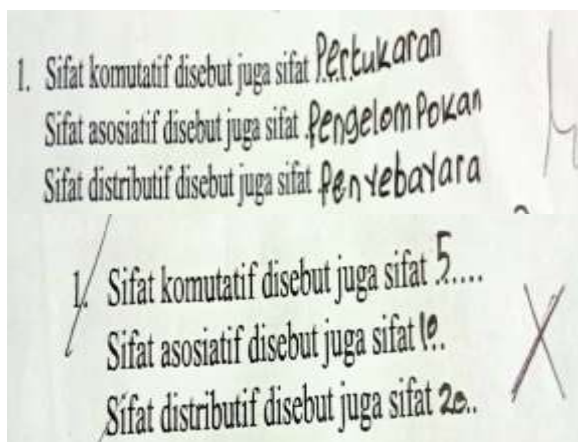 1. Sifat komutatif disebut juga sifat Pertukaran
Sifat asosiatif disebut juga sifat Pengelompokan
Sifat distributif disebut juga sifat Penyebayara
1. Sifat komutatif disebut juga sifat 5.....
Sifat asosiatif disebut juga sifat 10..
Sifat distributif disebut juga sifat 20..